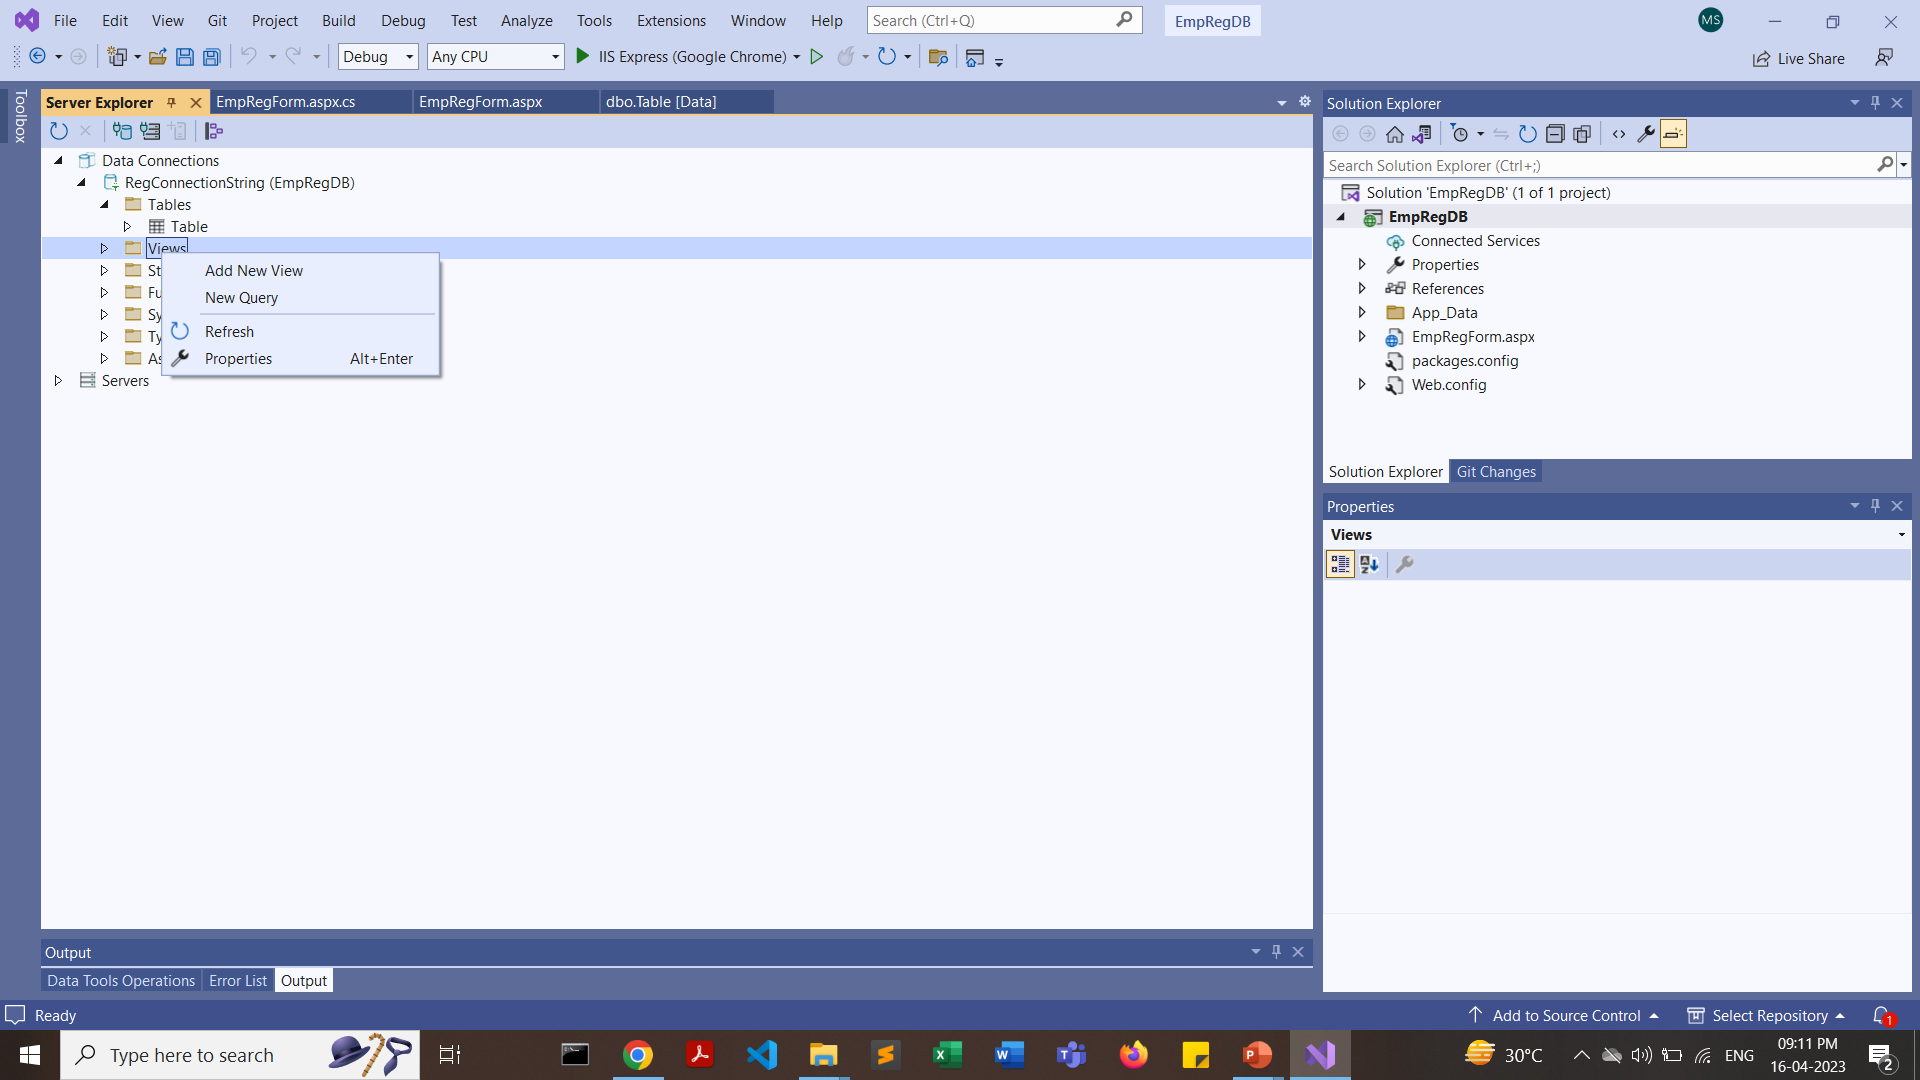 File Edit View Git Project Build Debug Test Analyze Tools Extensions Window Help Search (Ctrl+Q) EmpRegDB MS
Debug Any CPU IIS Express (Google Chrome) Live Share
Toolbox
Server Explorer EmpRegForm.aspx.cs EmpRegForm.aspx dbo.Table [Data]
Data Connections
RegConnectionString (EmpRegDB)
Tables
Table
Views
St
Fu
Sy
Ty
As
Servers
Add New View
New Query
Refresh
Properties Alt+Enter
Solution Explorer
Search Solution Explorer (Ctrl+;)
Solution 'EmpRegDB' (1 of 1 project)
EmpRegDB
Connected Services
Properties
References
App_Data
EmpRegForm.aspx
packages.config
Web.config
Solution Explorer Git Changes
Properties
Views
Output
Data Tools Operations Error List Output
Ready Add to Source Control Select Repository 1
Type here to search 30°C ENG 09:11 PM
16-04-2023 2